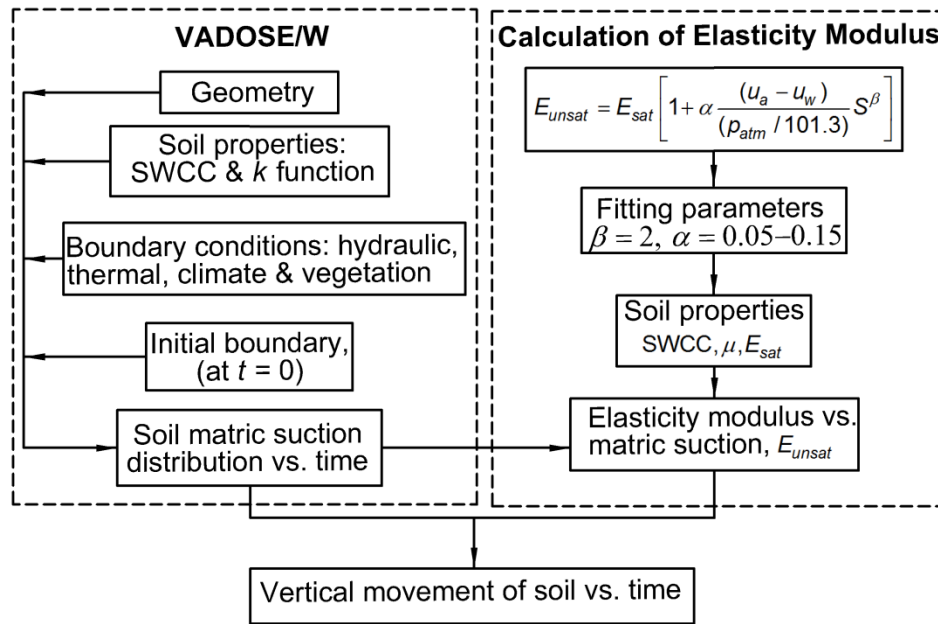 VADOSE/W
Geometry
Soil properties:
SWCC & k function
Boundary conditions: hydraulic,
thermal, climate & vegetation
Initial boundary,
(at t = 0)
Soil matric suction
distribution vs. time
Calculation of Elasticity Modulus
E_unsat = E_sat [1 + α (u_a − u_w) / (p_atm / 101.3) S^β]
Fitting parameters
β = 2, α = 0.05–0.15
Soil properties
SWCC, μ, E_sat
Elasticity modulus vs.
matric suction, E_unsat
Vertical movement of soil vs. time